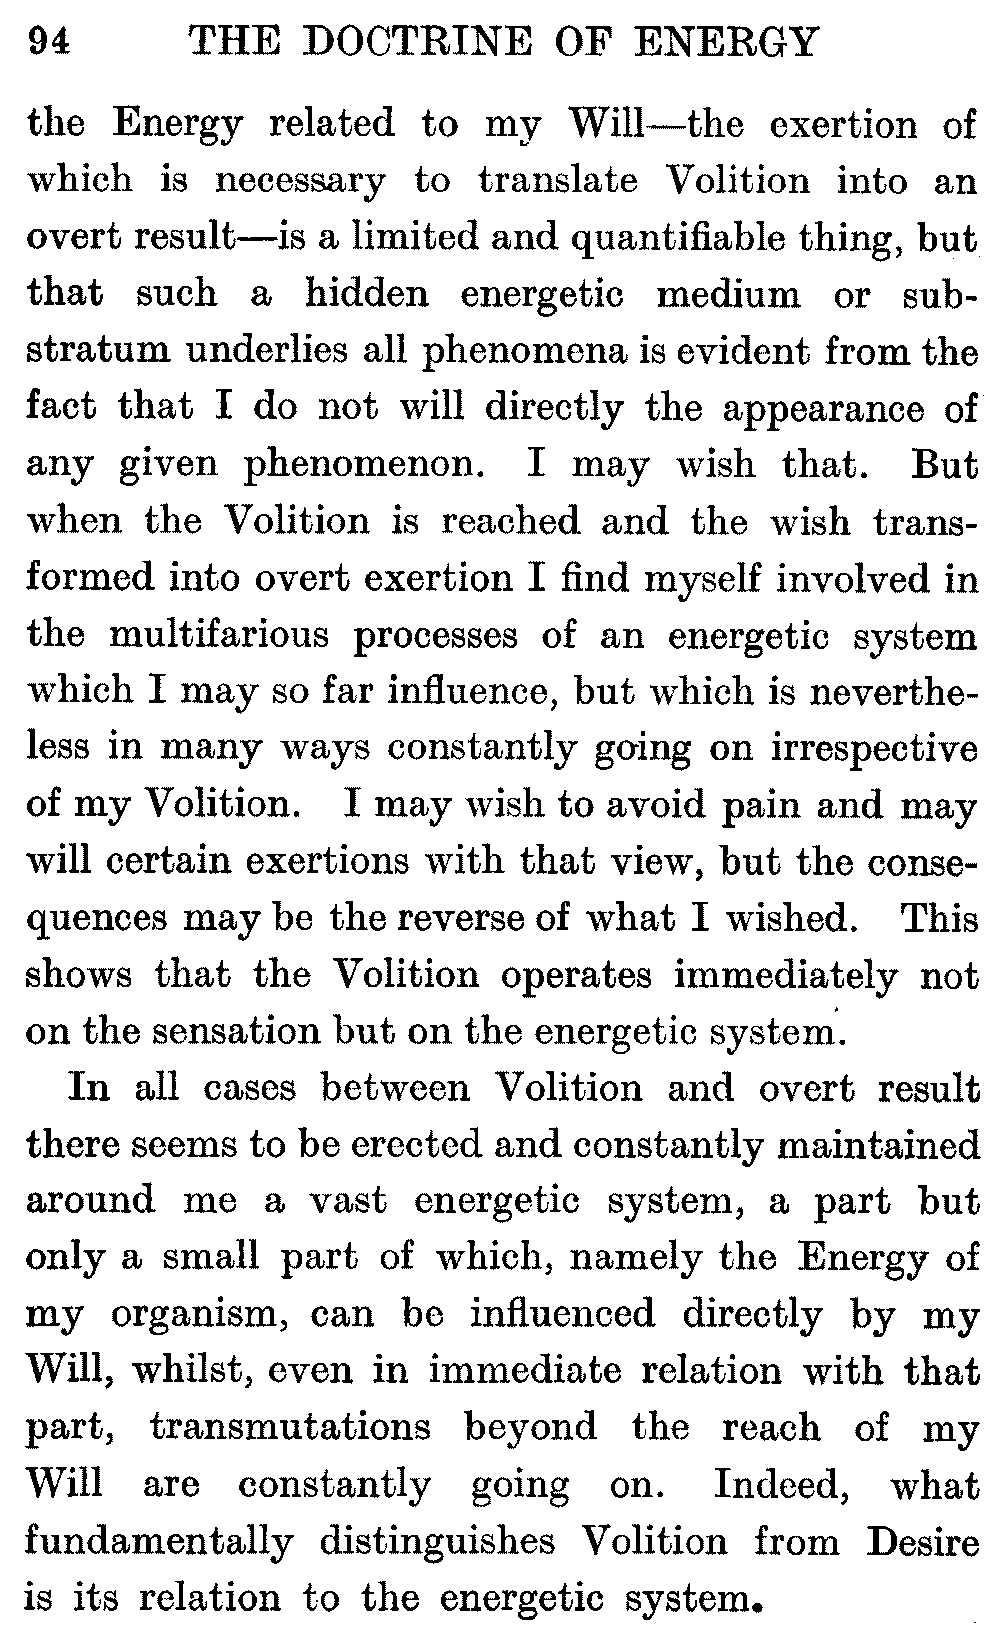 94 THE DOCTRINE OF ENERGY
the Energy related to my Will—the exertion of
which is necessary to translate Volition into an
overt result—is a limited and quantifiable thing, but
that such a hidden energetic medium or sub-
stratum underlies all phenomena is evident from the
fact that I do not will directly the appearance of
any given phenomenon. I may wish that. But
when the Volition is reached and the wish trans-
formed into overt exertion I find myself involved in
the multifarious processes of an energetic system
which I may so far influence, but which is neverthe-
less in many ways constantly going on irrespective
of my Volition. I may wish to avoid pain and may
will certain exertions with that view, but the conse-
quences may be the reverse of what I wished. This
shows that the Volition operates immediately not
on the sensation but on the energetic system.
In all cases between Volition and overt result
there seems to be erected and constantly maintained
around me a vast energetic system, a part but
only a small part of which, namely the Energy of
my organism, can be influenced directly by my
Will, whilst, even in immediate relation with that
part, transmutations beyond the reach of my
Will are constantly going on. Indeed, what
fundamentally distinguishes Volition from Desire
is its relation to the energetic system.